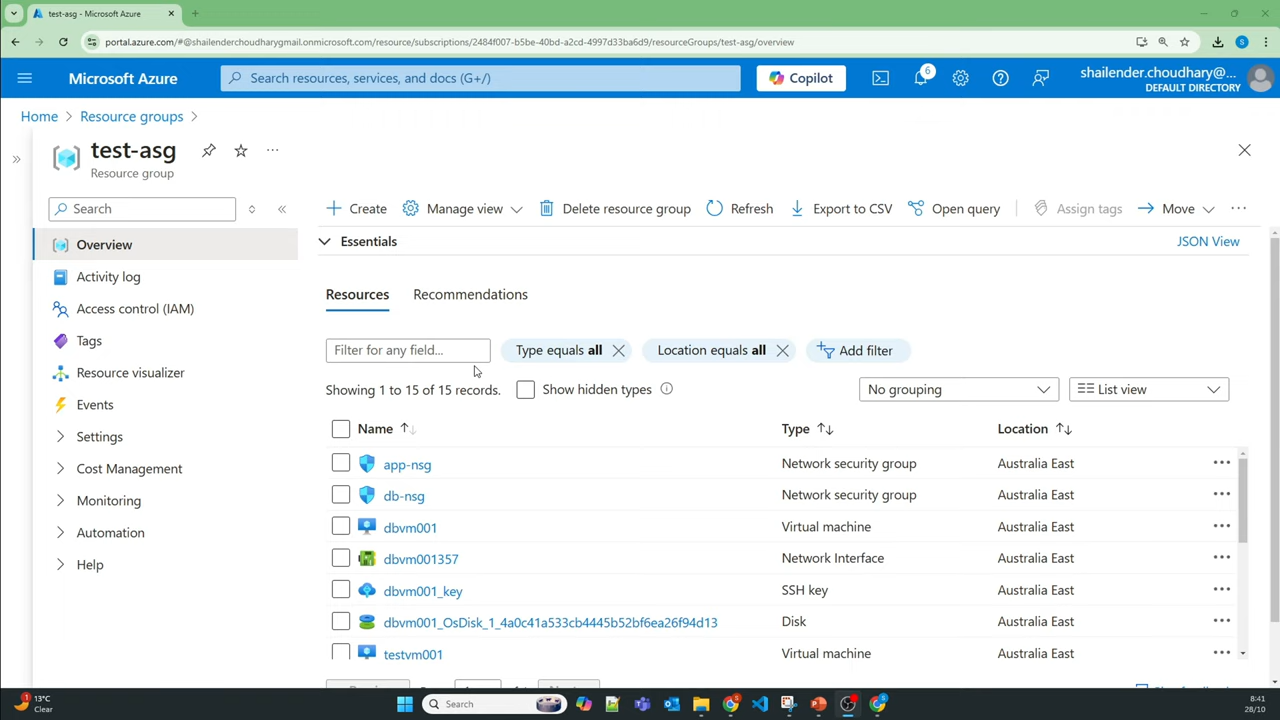 test-asg - Microsoft Azure
portal.azure.com/#@shailenderchoudharygmail.onmicrosoft.com/resource/subscriptions/2484f007-b5be-40bd-a2cd-4997d33ba6d9/resourceGroups/test-asg/overview
Microsoft Azure
Search resources, services, and docs (G+/)
Copilot
6
shailender.choudhary@...
DEFAULT DIRECTORY
Home > Resource groups >
test-asg
Resource group
Search
Create
Manage view
Delete resource group
Refresh
Export to CSV
Open query
Assign tags
Move
Overview
Activity log
Access control (IAM)
Tags
Resource visualizer
Events
Settings
Cost Management
Monitoring
Automation
Help
Essentials
JSON View
Resources Recommendations
Filter for any field...
Type equals all
Location equals all
Add filter
Showing 1 to 15 of 15 records.
Show hidden types
No grouping
List view
Name Type Location
app-nsg Network security group Australia East
db-nsg Network security group Australia East
dbvm001 Virtual machine Australia East
dbvm001357 Network Interface Australia East
dbvm001_key SSH key Australia East
dbvm001_OsDisk_1_4a0c41a533cb4445b52bf6ea26f94d13 Disk Australia East
testvm001 Virtual machine Australia East
1
13°C
Clear
Search
8:41
28/10